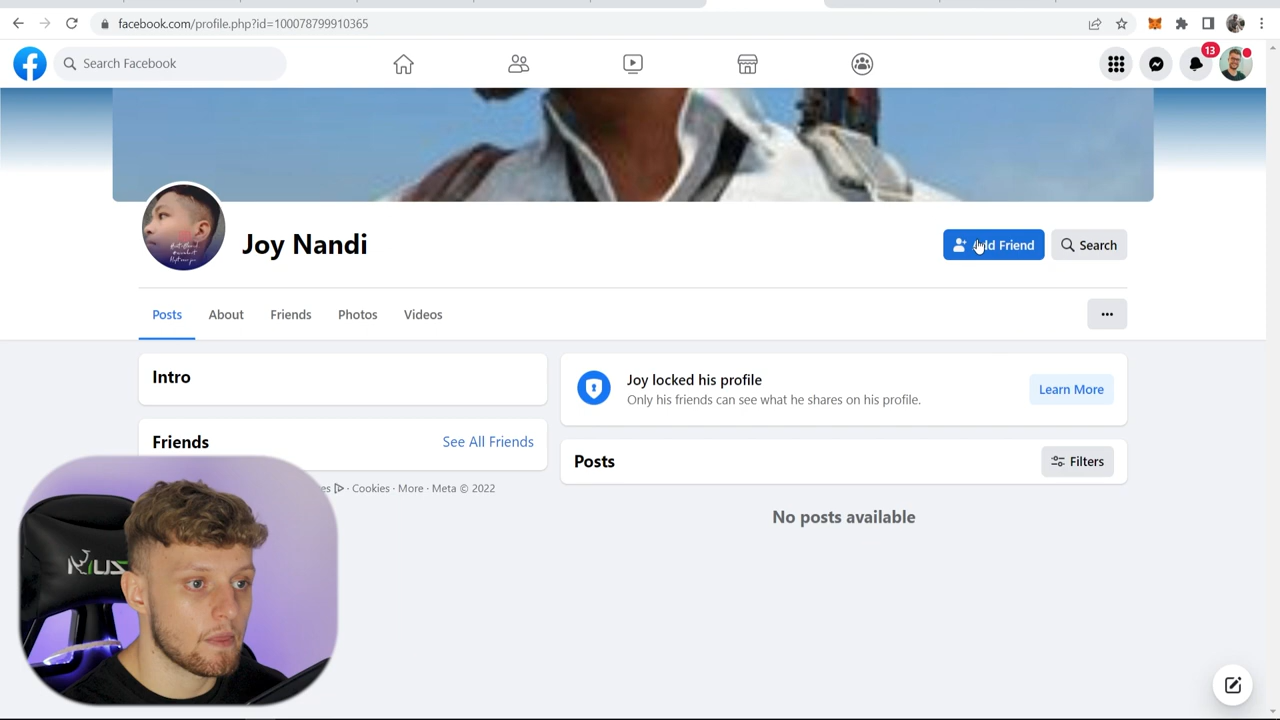 facebook.com/profile.php?id=100078799910365
Search Facebook
13
Joy Nandi
Add Friend
Search
Posts
About
Friends
Photos
Videos
Intro
Joy locked his profile
Only his friends can see what he shares on his profile.
Learn More
Friends
See All Friends
Posts
Filters
· Cookies · More · Meta © 2022
No posts available